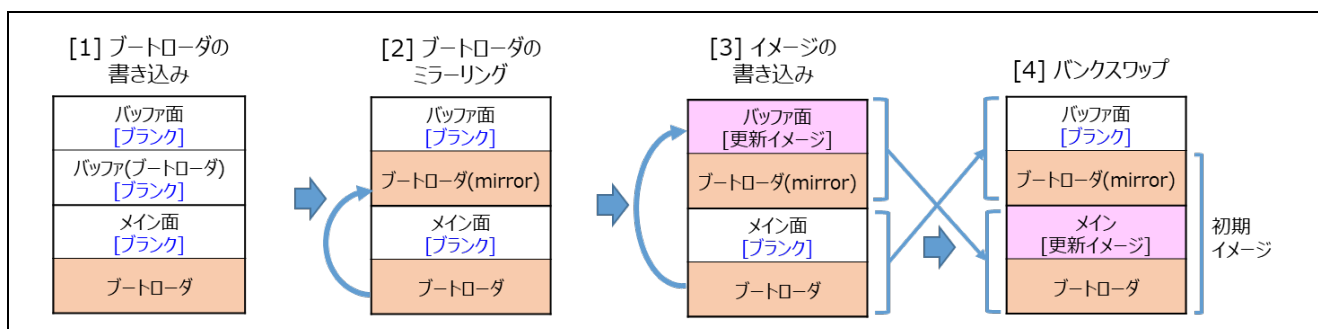 [1] ブートローダの
書き込み
バッファ面
[ブランク]
バッファ(ブートローダ)
[ブランク]
メイン面
[ブランク]
ブートローダ
[2] ブートローダの
ミラーリング
バッファ面
[ブランク]
ブートローダ(mirror)
メイン面
[ブランク]
ブートローダ
[3] イメージの
書き込み
バッファ面
[更新イメージ]
ブートローダ(mirror)
メイン面
[ブランク]
ブートローダ
[4] バンクスワップ
バッファ面
[ブランク]
ブートローダ(mirror)
メイン
[更新イメージ]
ブートローダ
初期
イメージ